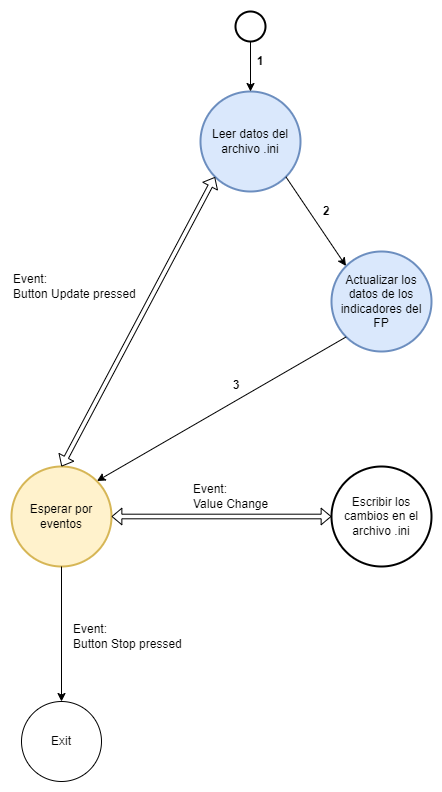 1
Leer datos del
archivo .ini
2
Event:
Button Update pressed
Actualizar los
datos de los
indicadores del
FP
3
Esperar por
eventos
Event:
Value Change
Escribir los
cambios en el
archivo .ini
Event:
Button Stop pressed
Exit